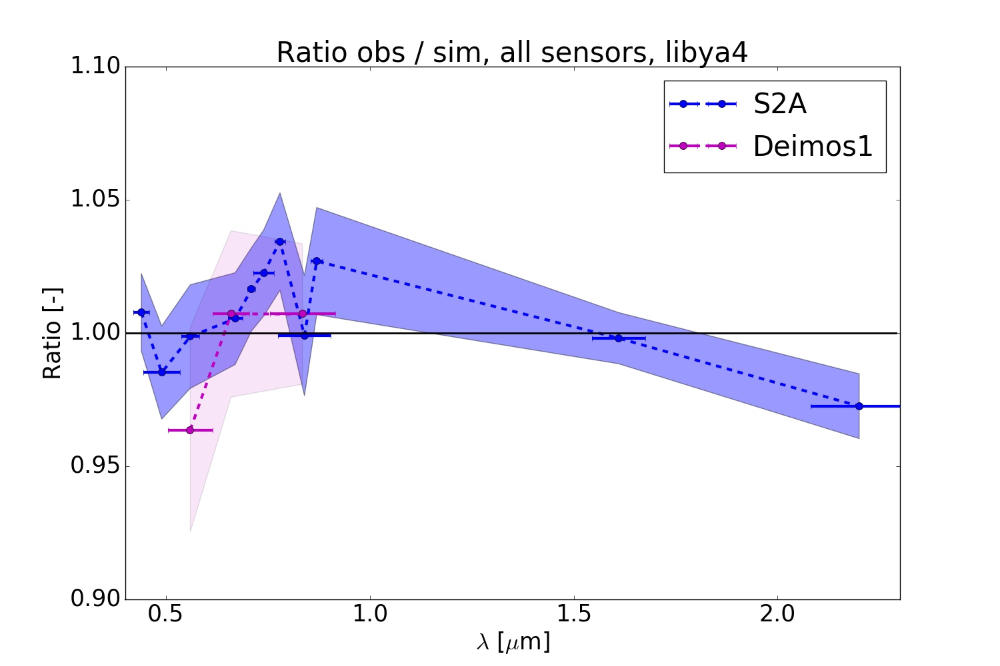 Ratio obs / sim, all sensors, libya4
1.10
1.05
1.00
0.95
0.90
Ratio [-]
S2A
Deimos1
0.5 1.0 1.5 2.0
λ [μm]